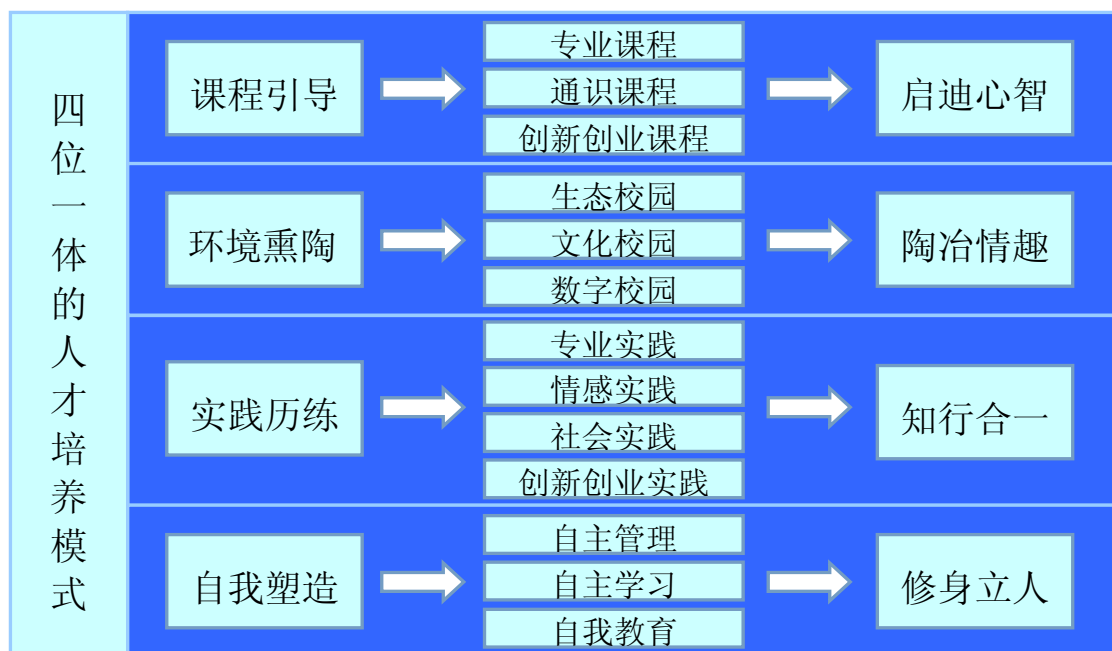 四位一体的人才培养模式
课程引导
专业课程
通识课程
创新创业课程
启迪心智
环境熏陶
生态校园
文化校园
数字校园
陶冶情趣
实践历练
专业实践
情感实践
社会实践
创新创业实践
知行合一
自我塑造
自主管理
自主学习
自我教育
修身立人